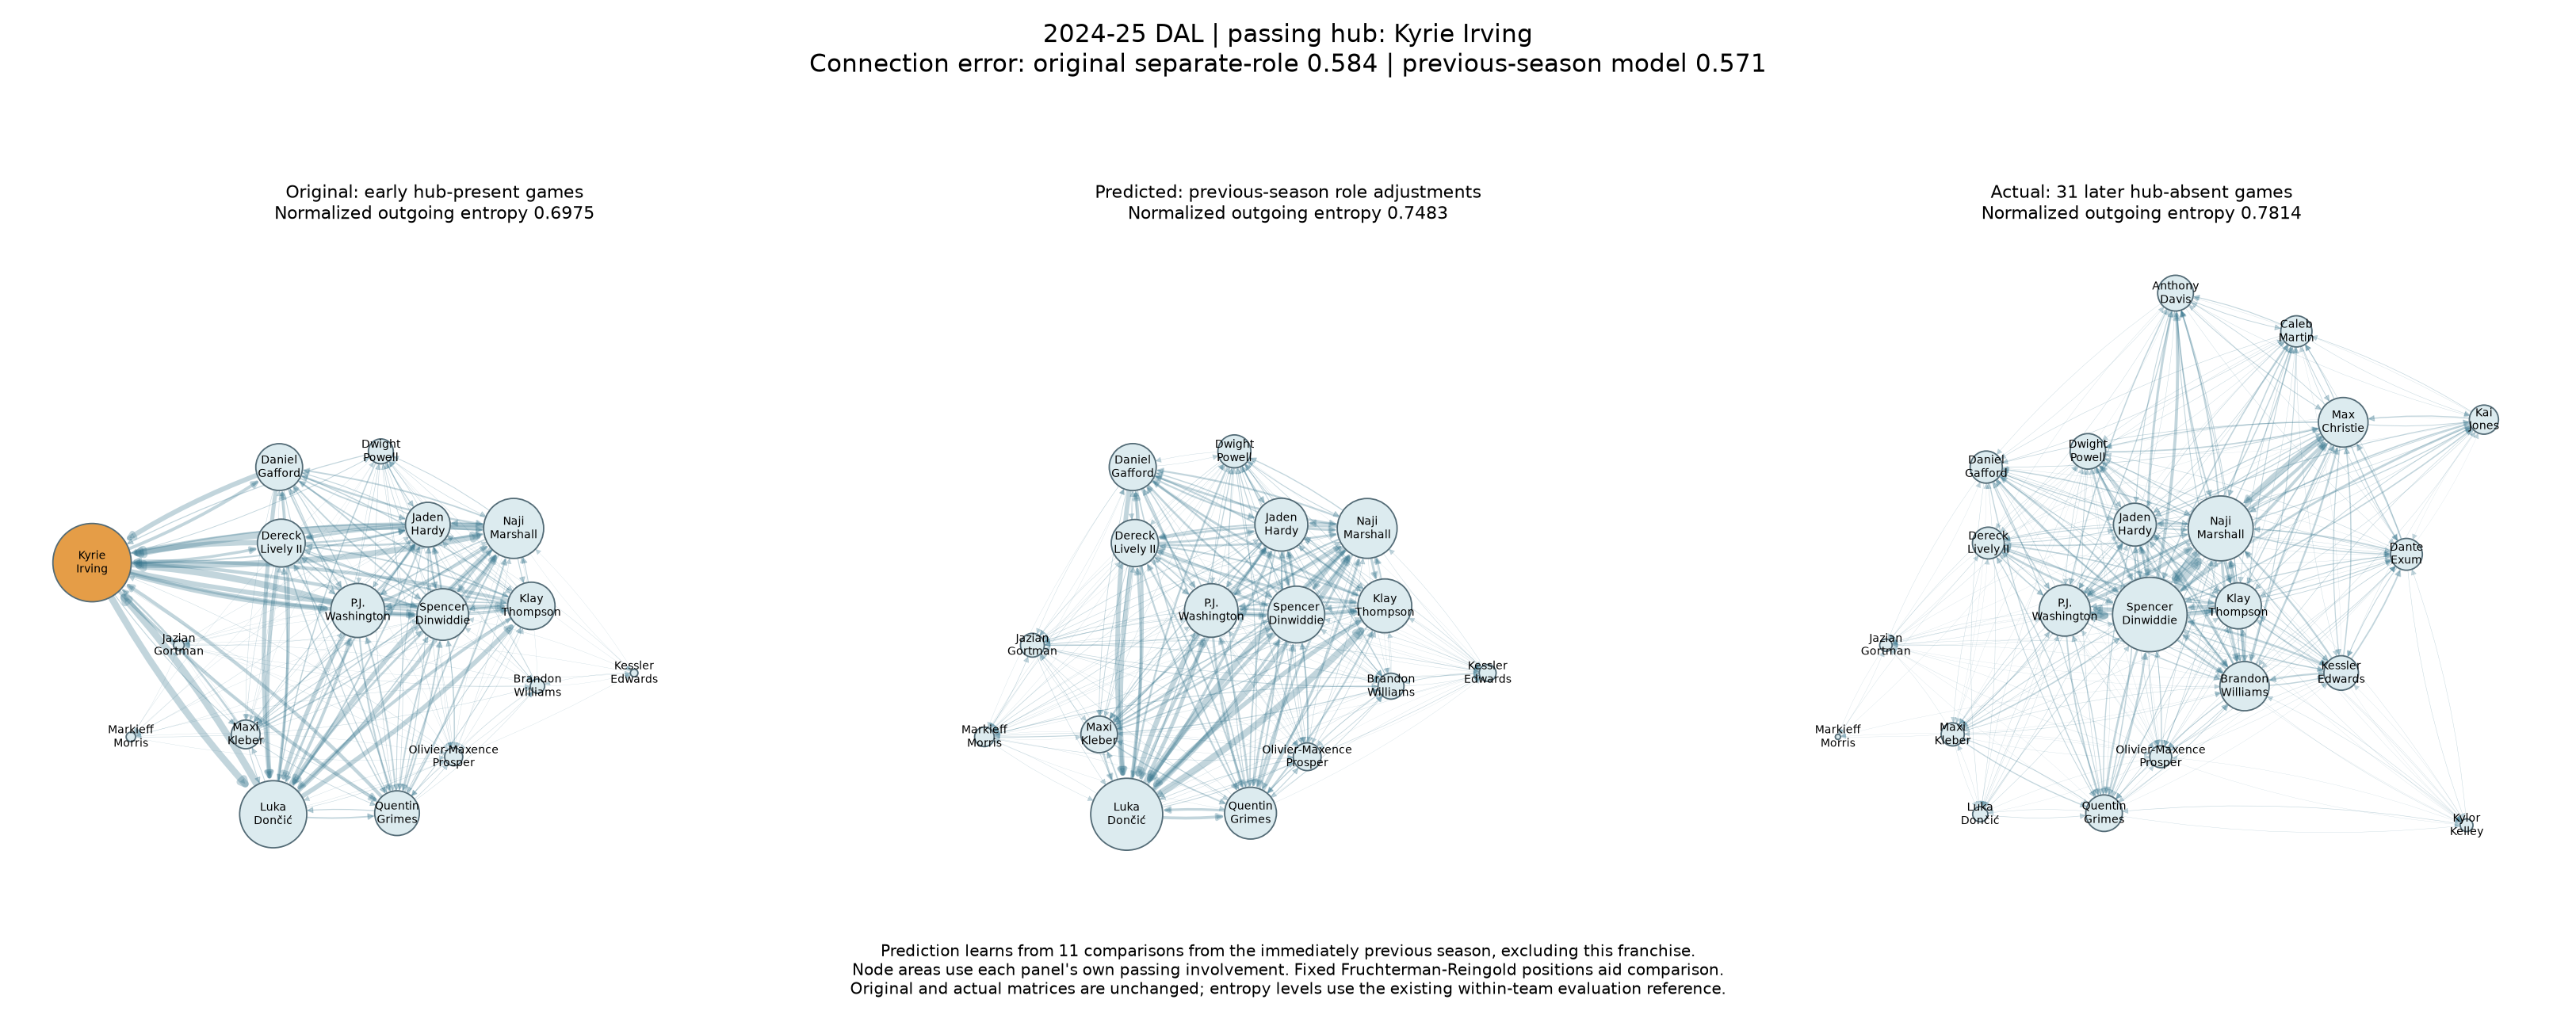 2024-25 DAL | passing hub: Kyrie Irving
Connection error: original separate-role 0.584 | previous-season model 0.571
Original: early hub-present games
Normalized outgoing entropy 0.6975
Daniel
Gafford
Dwight
Powell
Kyrie
Irving
Dereck
Lively II
Jaden
Hardy
Naji
Marshall
P.J.
Washington
Spencer
Dinwiddie
Klay
Thompson
Jazian
Gortman
Kessler
Edwards
Brandon
Williams
Markieff
Morris
Maxi
Kleber
Olivier-Maxence
Prosper
Luka
Dončić
Quentin
Grimes
Predicted: previous-season role adjustments
Normalized outgoing entropy 0.7483
Daniel
Gafford
Dwight
Powell
Dereck
Lively II
Jaden
Hardy
Naji
Marshall
P.J.
Washington
Spencer
Dinwiddie
Klay
Thompson
Jazian
Gortman
Kessler
Edwards
Brandon
Williams
Markieff
Morris
Maxi
Kleber
Olivier-Maxence
Prosper
Luka
Dončić
Quentin
Grimes
Actual: 31 later hub-absent games
Normalized outgoing entropy 0.7814
Anthony
Davis
Caleb
Martin
Max
Christie
Kai
Jones
Daniel
Gafford
Dwight
Powell
Dereck
Lively II
Jaden
Hardy
Naji
Marshall
Dante
Exum
P.J.
Washington
Spencer
Dinwiddie
Klay
Thompson
Jazian
Gortman
Kessler
Edwards
Brandon
Williams
Markieff
Morris
Maxi
Kleber
Olivier-Maxence
Prosper
Luka
Dončić
Quentin
Grimes
Kylor
Kelley
Prediction learns from 11 comparisons from the immediately previous season, excluding this franchise.
Node areas use each panel's own passing involvement. Fixed Fruchterman-Reingold positions aid comparison.
Original and actual matrices are unchanged; entropy levels use the existing within-team evaluation reference.